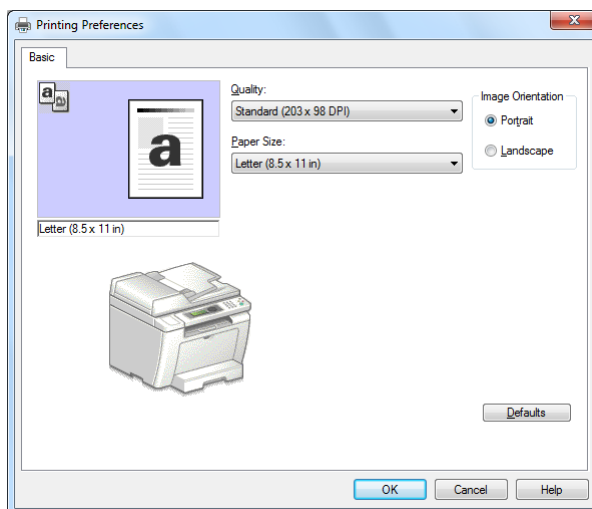 Printing Preferences
Basic
a
a
a
Quality:
Standard (203 x 98 DPI)
Paper Size:
Letter (8.5 x 11 in)
Image Orientation
Portrait
Landscape
Letter (8.5 x 11 in)
Defaults
OK
Cancel
Help